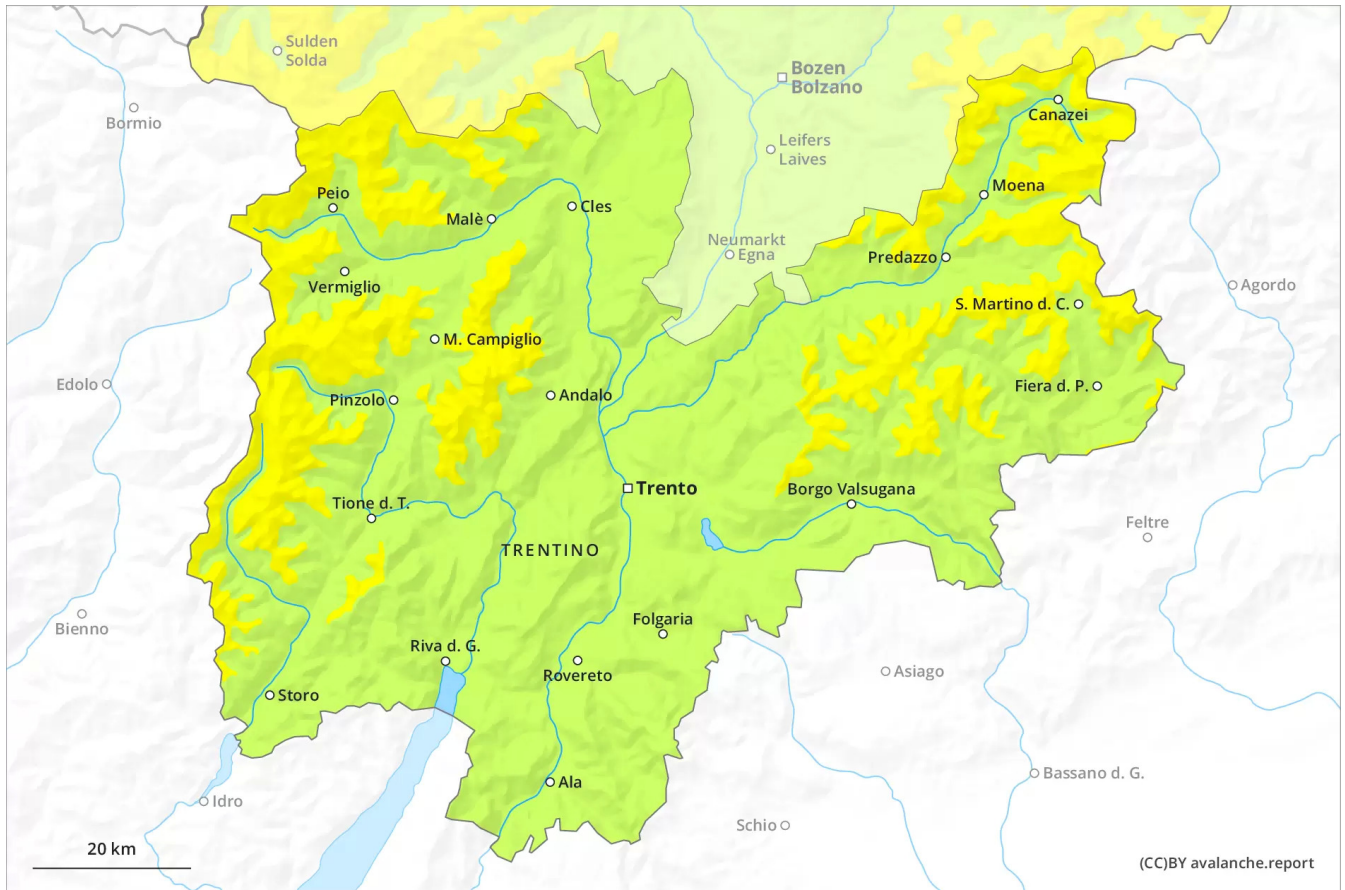 Sulden
Solda
Bozen
Bolzano
Bormio
Canazei
Leifers
Laives
Peio
Moena
Malè
Cles
Neumarkt
Egna
Predazzo
Vermiglio
Agordo
S. Martino d. C.
M. Campiglio
Edolo
Fiera d. P.
Pinzolo
Andalo
Trento
Borgo Valsugana
Tione d. T.
Feltre
TRENTINO
Folgaria
Bienno
Riva d. G.
Asiago
Rovereto
Storo
Bassano d. G.
Ala
Idro
Schio
20 km
(CC)BY avalanche.report